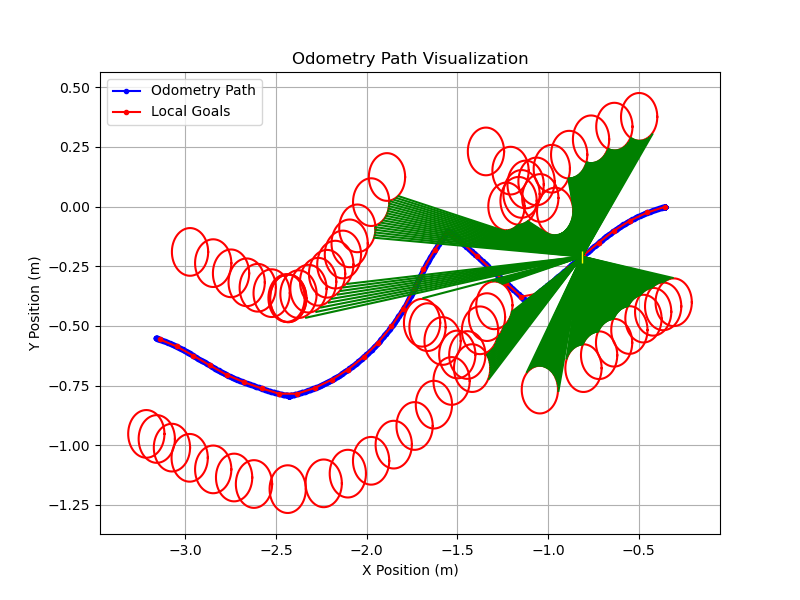 Odometry Path Visualization
Odometry Path
Local Goals
Y Position (m)
0.50
0.25
0.00
−0.25
−0.50
−0.75
−1.00
−1.25
−3.0 −2.5 −2.0 −1.5 −1.0 −0.5
X Position (m)